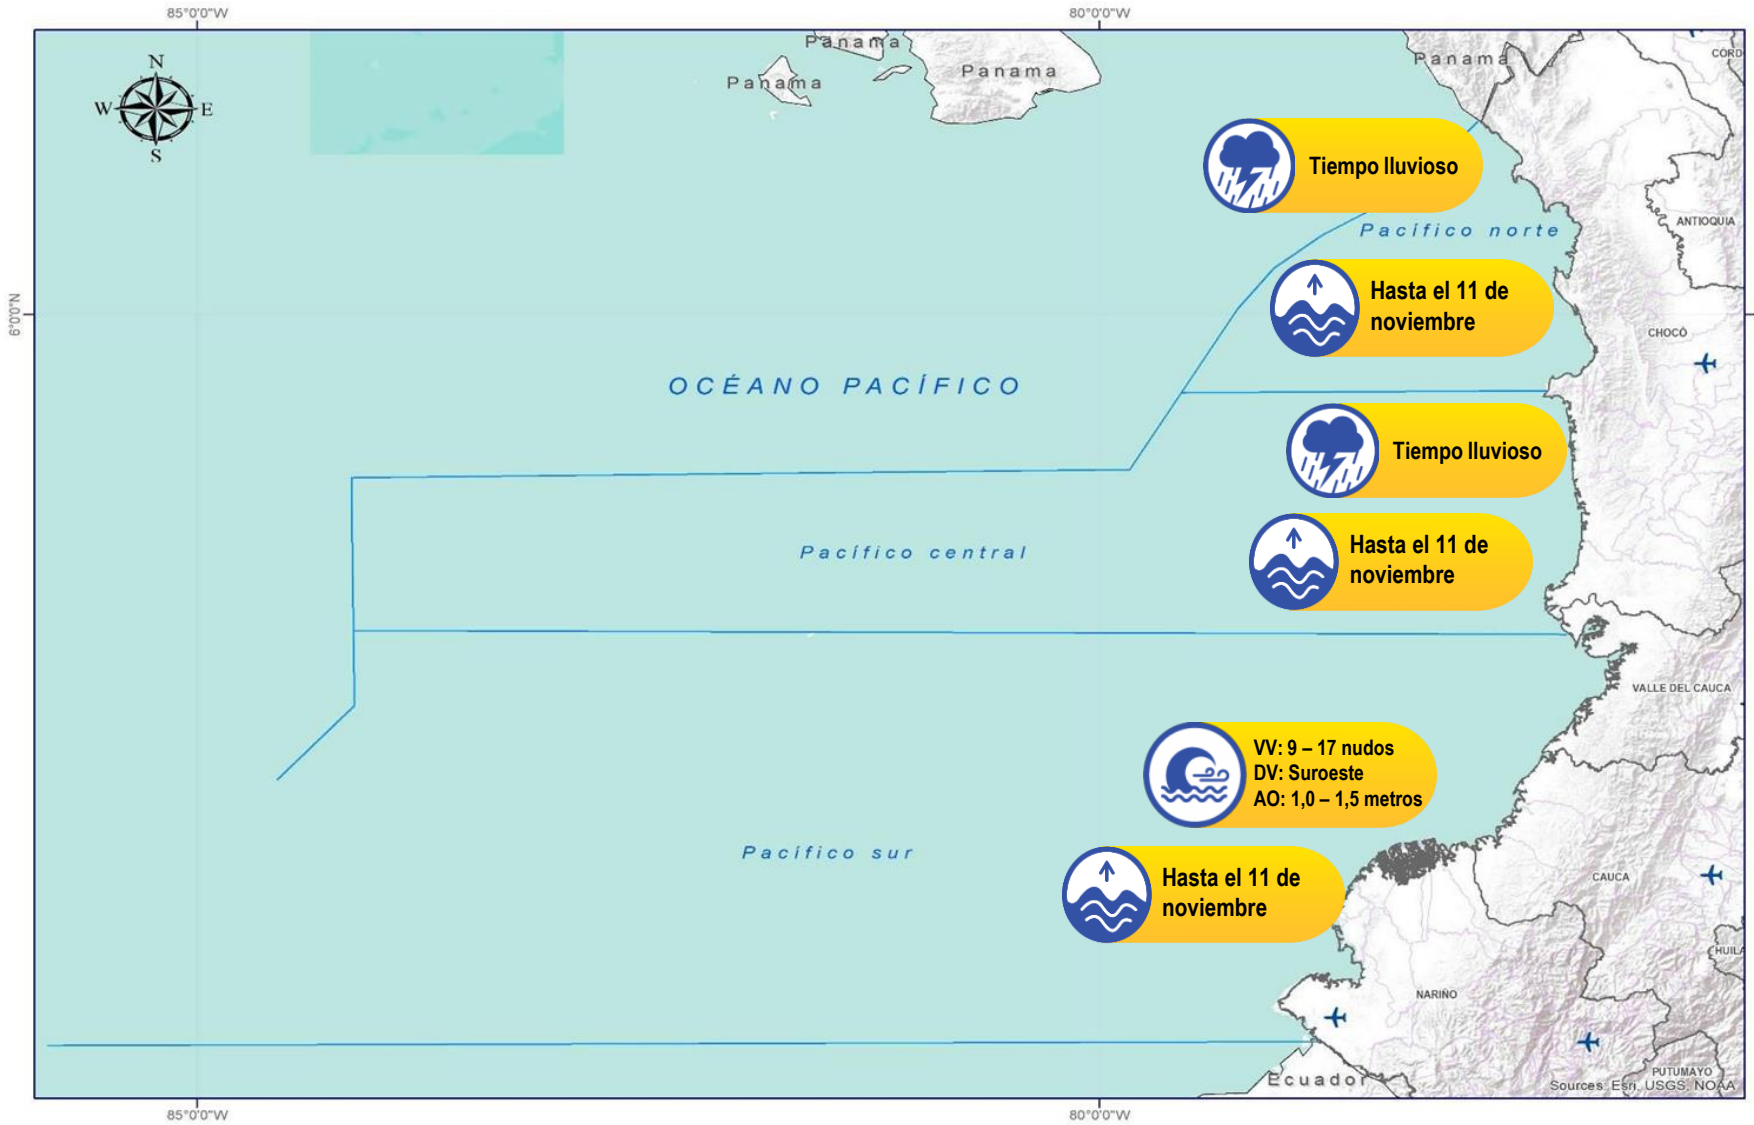 85°0'0"W
80°0'0"W
N
W
E
S
Panama
Panama
Panama
Panamá
CÓRD
Tiempo lluvioso
ANTIOQUIA
Pacífico norte
6°0'0"N
Hasta el 11 de
noviembre
CHOCÓ
OCÉANO PACÍFICO
Tiempo lluvioso
Pacífico central
Hasta el 11 de
noviembre
VALLE DEL CAUCA
VV: 9 – 17 nudos
DV: Suroeste
AO: 1,0 – 1,5 metros
Pacífico sur
Hasta el 11 de
noviembre
CAUCA
HUILA
NARIÑO
PUTUMAYO
Ecuador
Sources: Esri, USGS, NOAA
85°0'0"W
80°0'0"W